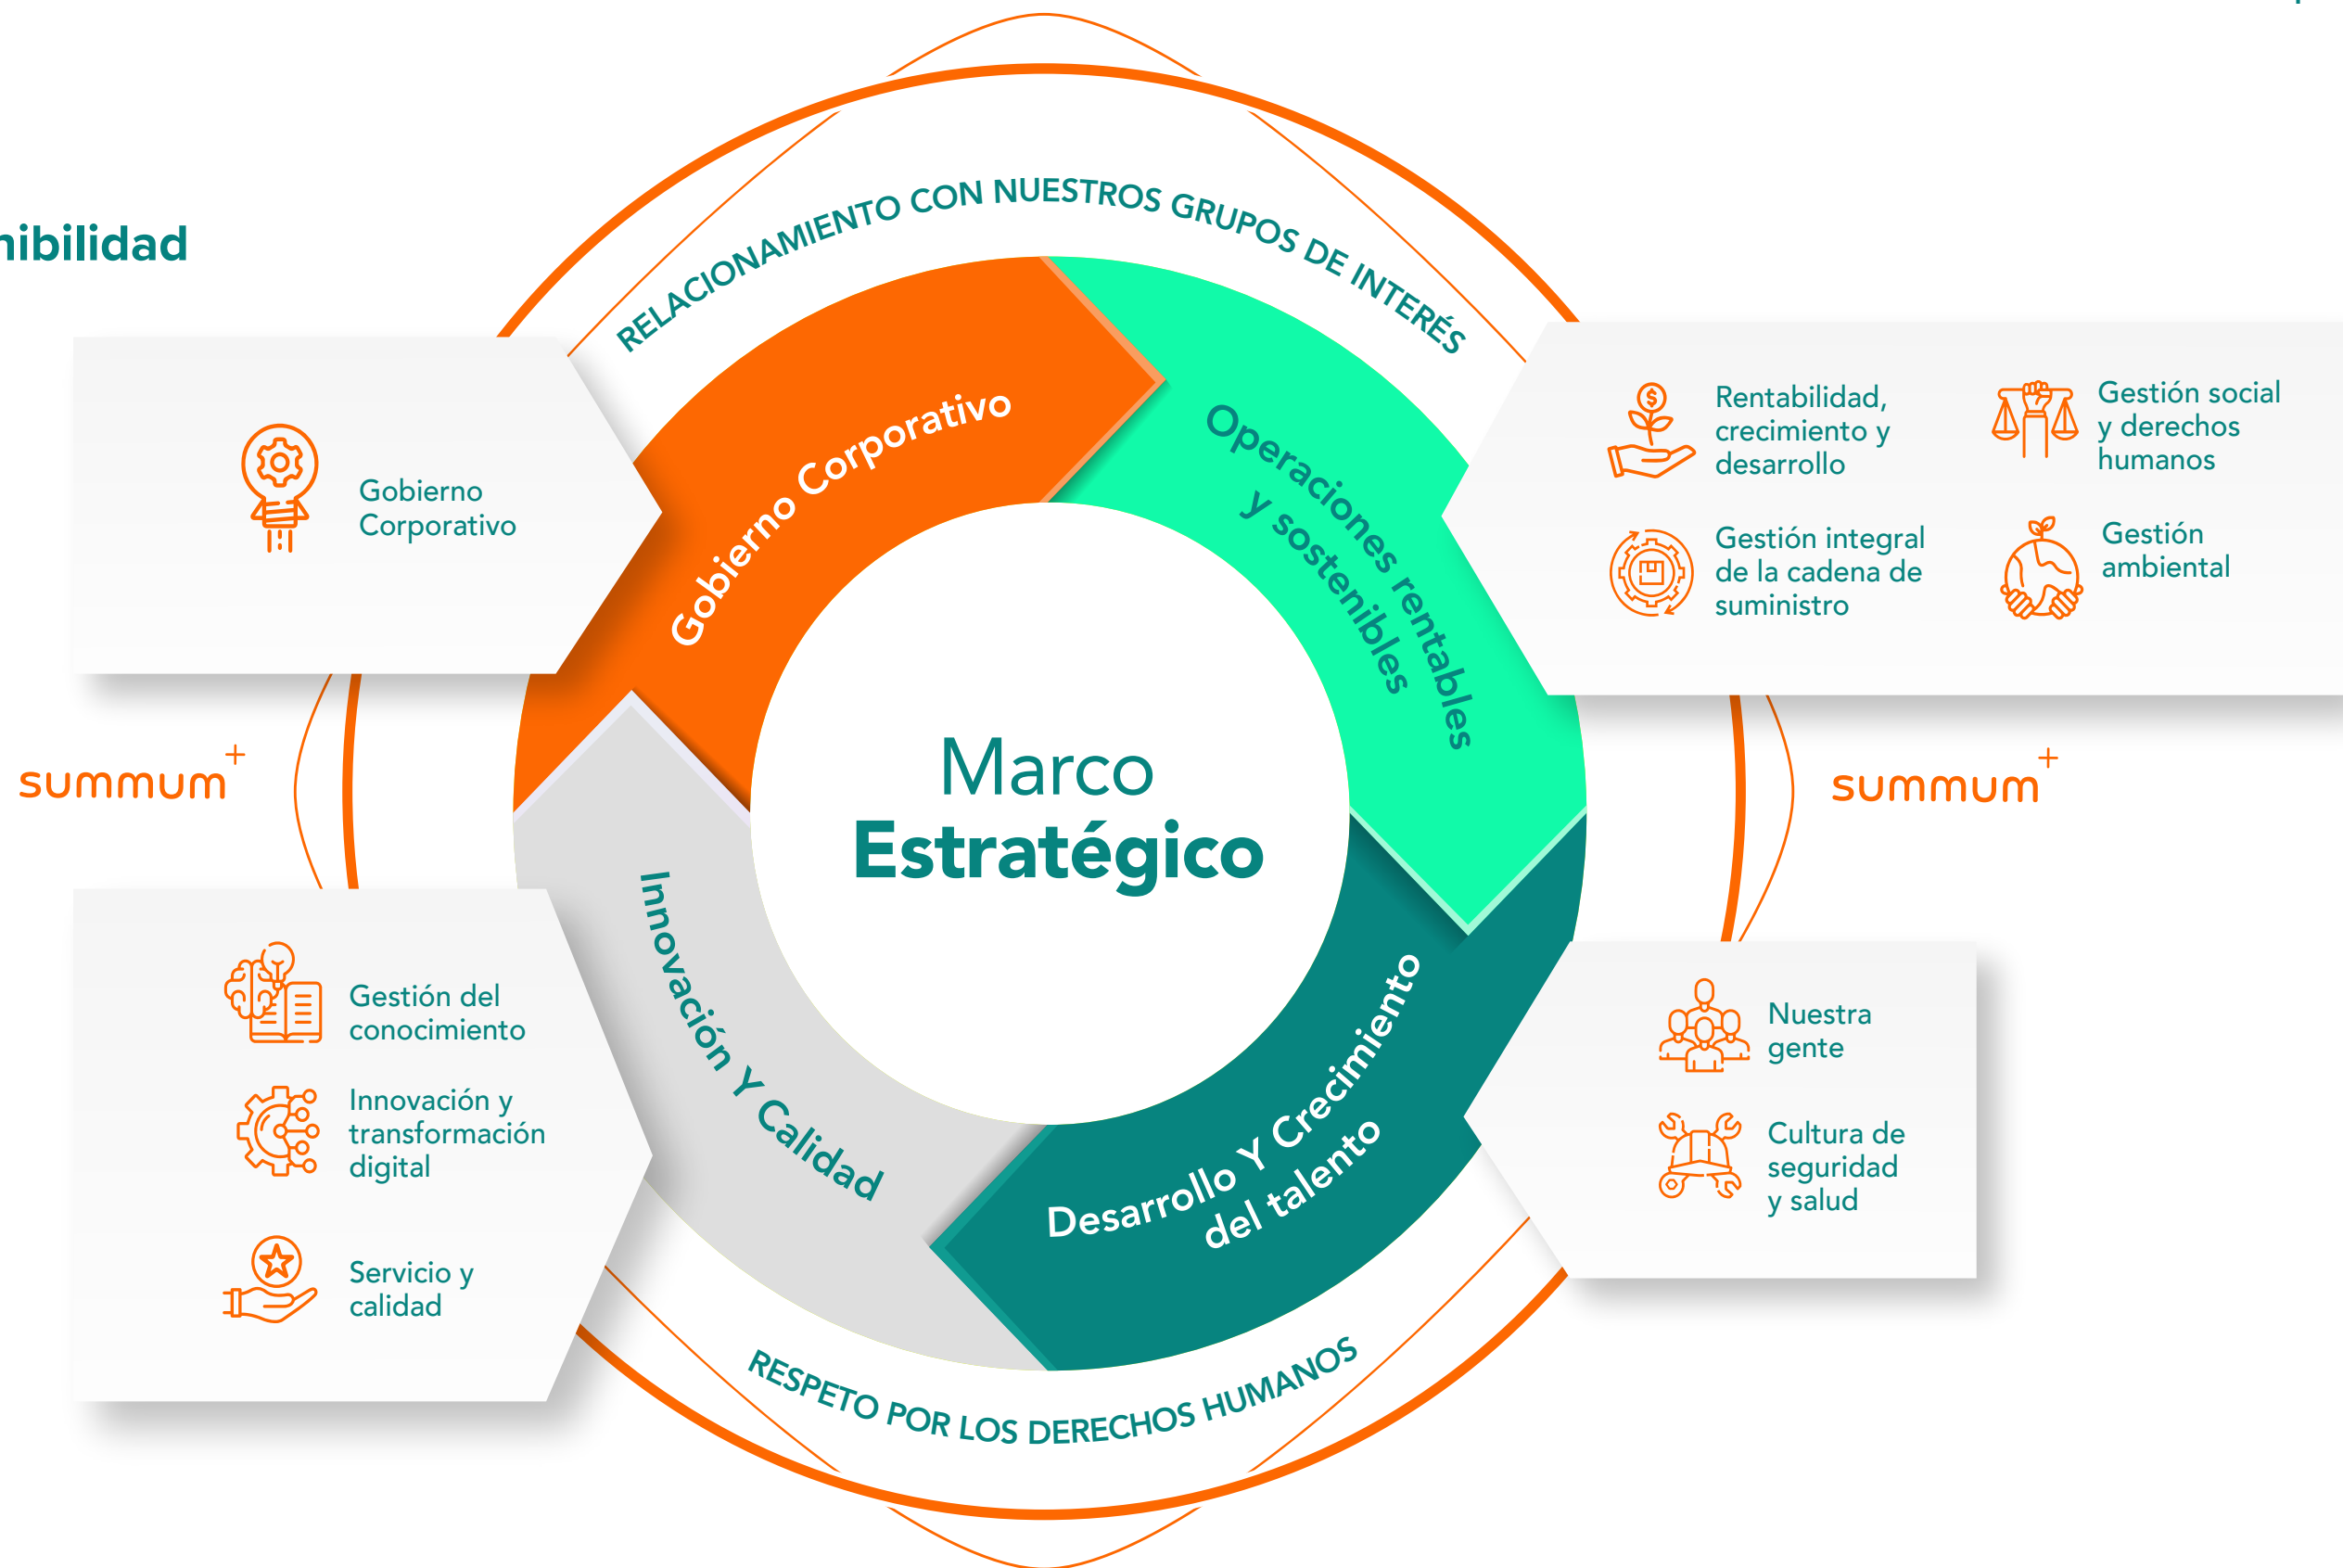 nibilidad
RELACIONAMIENTO CON NUESTROS GRUPOS DE INTERÉS
Gobierno
Corporativo
Gobierno Corporativo
Operaciones rentables
y sostenibles
Rentabilidad,
crecimiento y
desarrollo
Gestión social
y derechos
humanos
Gestión integral
de la cadena de
suministro
Gestión
ambiental
summum+
Marco
Estratégico
summum+
Gestión del
conocimiento
Innovación y
transformación
digital
Servicio y
calidad
Innovación Y Calidad
Desarrollo Y Crecimiento
del talento
Nuestra
gente
Cultura de
seguridad
y salud
RESPETO POR LOS DERECHOS HUMANOS